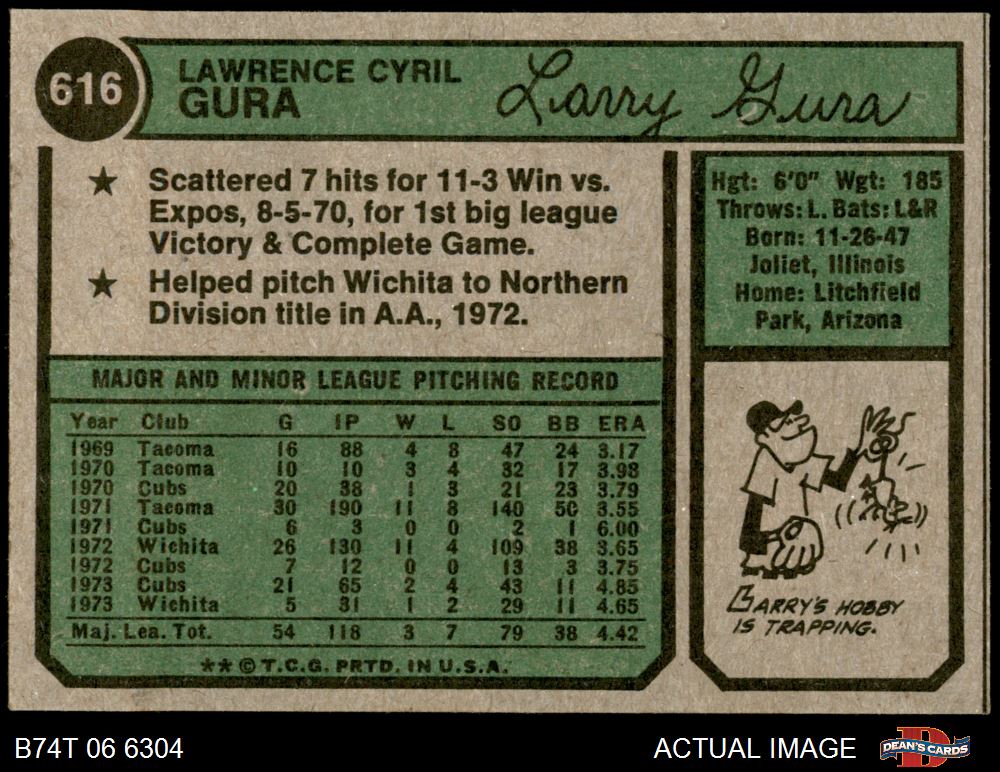 616
LAWRENCE CYRIL
GURA
Larry Gura
★ Scattered 7 hits for 11-3 Win vs.
Expos, 8-5-70, for 1st big league
Victory & Complete Game.
★ Helped pitch Wichita to Northern
Division title in A.A., 1972.
Hgt: 6'0" Wgt: 185
Throws: L. Bats: L&R
Born: 11-26-47
Joliet, Illinois
Home: Litchfield
Park, Arizona
MAJOR AND MINOR LEAGUE PITCHING RECORD
Year Club G IP W L SO BB ERA
1969 Tacoma 16 88 4 8 47 24 3.17
1970 Tacoma 10 10 3 4 32 17 3.98
1970 Cubs 20 38 1 3 21 23 3.79
1971 Tacoma 30 190 11 8 140 50 3.55
1971 Cubs 6 3 0 0 2 1 6.00
1972 Wichita 26 130 11 4 109 38 3.65
1972 Cubs 7 12 0 0 13 3 3.75
1973 Cubs 21 65 2 4 43 11 4.85
1973 Wichita 5 31 1 2 29 11 4.65
Maj. Lea. Tot. 54 118 3 7 79 38 4.42
★★ © T.C.G. PRTD. IN U.S.A.
BARRY'S HOBBY
IS TRAPPING.
B74T 06 6304
ACTUAL IMAGE
DEAN'S CARDS